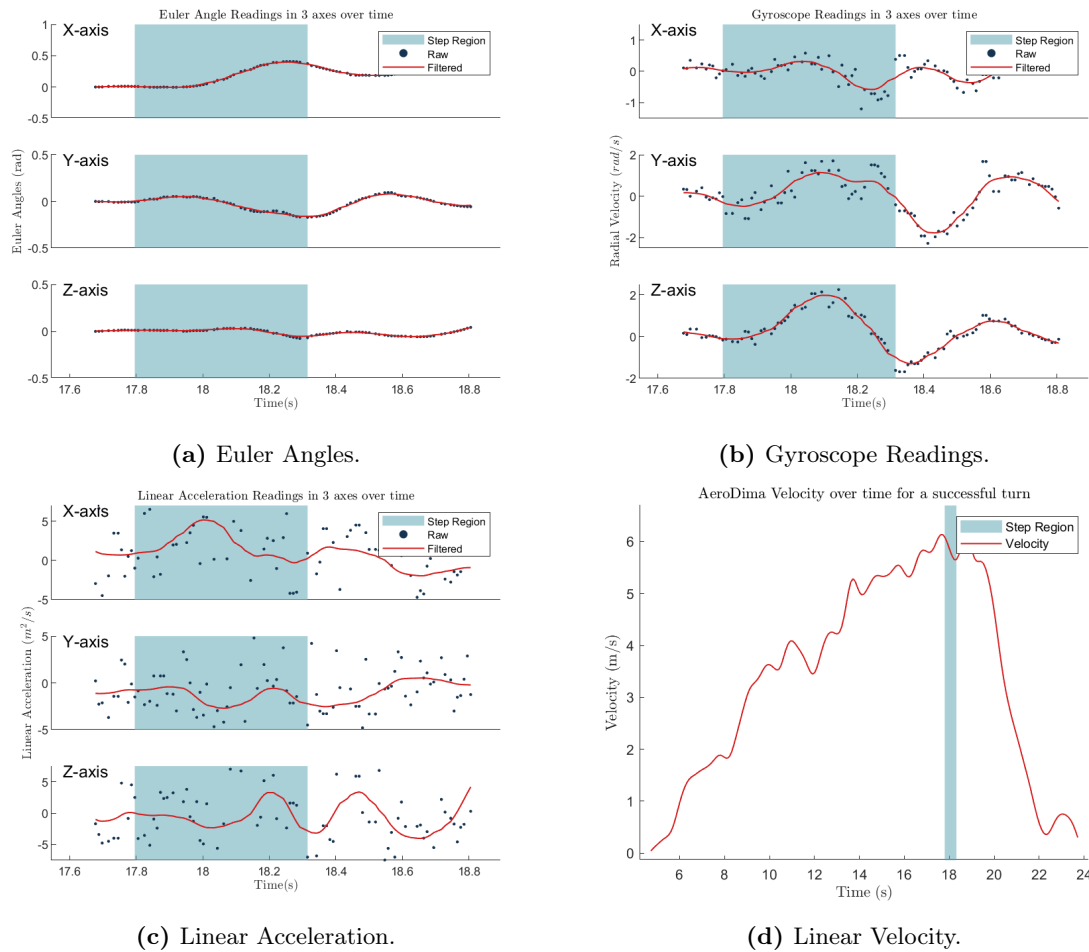 Euler Angle Readings in 3 axes over time
X-axis
Step Region
Raw
Filtered
1
0.5
0
-0.5
Y-axis
0.5
0
-0.5
Euler Angles (rad)
Z-axis
0.5
0
-0.5
17.6 17.8 18 18.2 18.4 18.6 18.8
Time(s)
(a) Euler Angles.
Gyroscope Readings in 3 axes over time
X-axis
Step Region
Raw
Filtered
1
0
-1
Y-axis
2
0
-2
Radial Velocity (rad/s)
Z-axis
2
0
-2
17.6 17.8 18 18.2 18.4 18.6 18.8
Time(s)
(b) Gyroscope Readings.
Linear Acceleration Readings in 3 axes over time
X-axis
Step Region
Raw
Filtered
5
0
-5
Y-axis
5
0
-5
Linear Acceleration (m²/s)
Z-axis
5
0
-5
17.6 17.8 18 18.2 18.4 18.6 18.8
Time(s)
(c) Linear Acceleration.
AeroDima Velocity over time for a successful turn
Step Region
Velocity
6
5
4
3
2
1
0
Velocity (m/s)
6 8 10 12 14 16 18 20 22 24
Time (s)
(d) Linear Velocity.